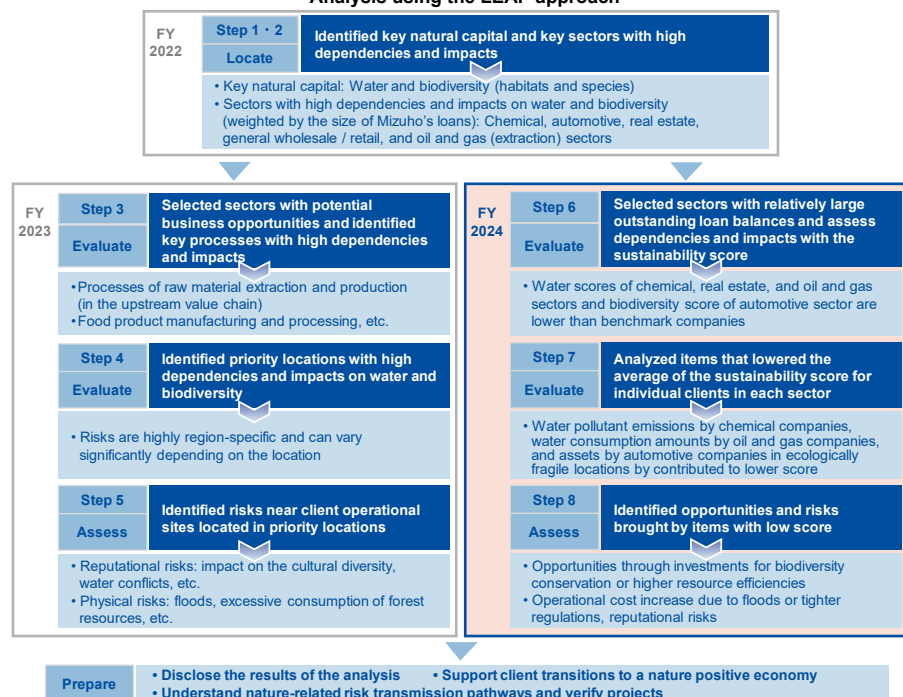 Analysis using the LEAP approach
FY
2022
Step 1・2
Locate
Identified key natural capital and key sectors with high
dependencies and impacts
• Key natural capital: Water and biodiversity (habitats and species)
• Sectors with high dependencies and impacts on water and biodiversity
(weighted by the size of Mizuho's loans): Chemical, automotive, real estate,
general wholesale / retail, and oil and gas (extraction) sectors
FY
2023
Step 3
Evaluate
Selected sectors with potential
business opportunities and identified
key processes with high dependencies
and impacts
•Processes of raw material extraction and production
(in the upstream value chain)
•Food product manufacturing and processing, etc.
Step 4
Evaluate
Identified priority locations with high
dependencies and impacts on water and
biodiversity
• Risks are highly region-specific and can vary
significantly depending on the location
Step 5
Assess
Identified risks near client operational
sites located in priority locations
• Reputational risks: impact on the cultural diversity,
water conflicts, etc.
• Physical risks: floods, excessive consumption of forest
resources, etc.
FY
2024
Step 6
Evaluate
Selected sectors with relatively large
outstanding loan balances and assess
dependencies and impacts with the
sustainability score
• Water scores of chemical, real estate, and oil and gas
sectors and biodiversity score of automotive sector are
lower than benchmark companies
Step 7
Evaluate
Analyzed items that lowered the
average of the sustainability score for
individual clients in each sector
• Water pollutant emissions by chemical companies,
water consumption amounts by oil and gas companies,
and assets by automotive companies in ecologically
fragile locations by contributed to lower score
Step 8
Assess
Identified opportunities and risks
brought by items with low score
• Opportunities through investments for biodiversity
conservation or higher resource efficiencies
• Operational cost increase due to floods or tighter
regulations, reputational risks
Prepare
• Disclose the results of the analysis • Support client transitions to a nature positive economy
• Understand nature-related risk transmission pathways and verify projects